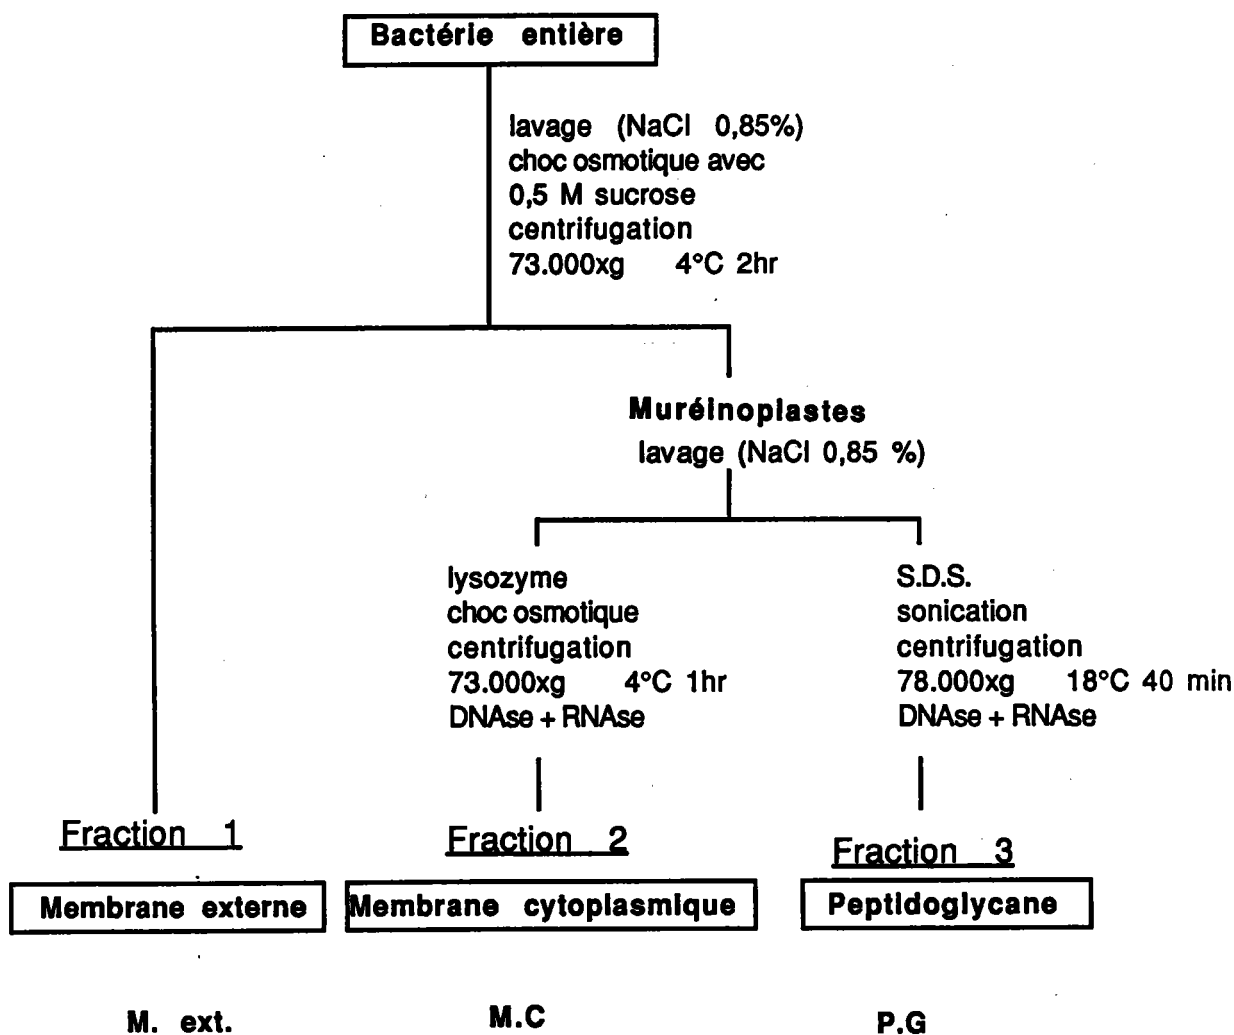 Bactérie entière
lavage (NaCl 0,85%)
choc osmotique avec
0,5 M sucrose
centrifugation
73.000xg 4°C 2hr
Muréinoplastes
lavage (NaCl 0,85 %)
lysozyme
choc osmotique
centrifugation
73.000xg 4°C 1hr
DNAse + RNAse
S.D.S.
sonication
centrifugation
78.000xg 18°C 40 min
DNAse + RNAse
Fraction 1
Membrane externe
M. ext.
Fraction 2
Membrane cytoplasmique
M.C
Fraction 3
Peptidoglycane
P.G